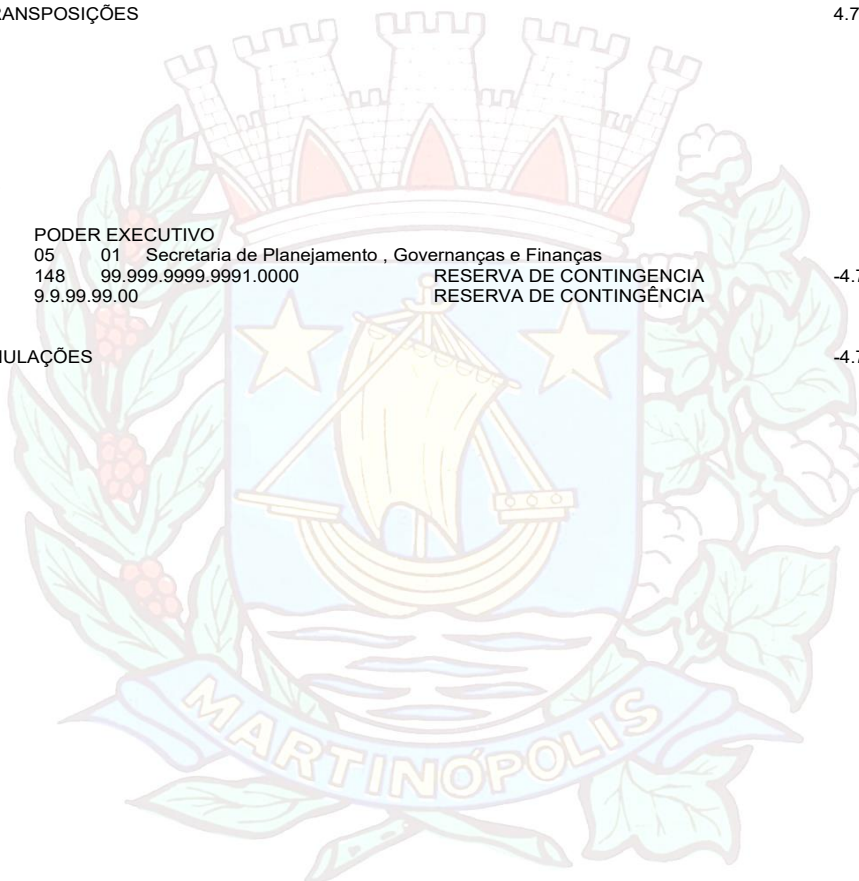 RANSPOSIÇÕES 4.7
PODER EXECUTIVO
05 01 Secretaria de Planejamento , Governanças e Finanças
148 99.999.9999.9991.0000 RESERVA DE CONTINGENCIA -4.7
9.9.99.99.00 RESERVA DE CONTINGÊNCIA
NULAÇÕES -4.7
MARTINÓPOLIS